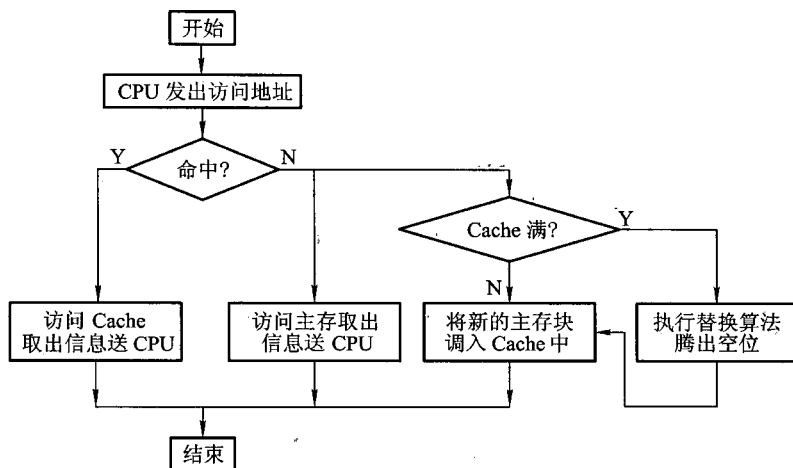 开始
CPU 发出访问地址
Y
命中?
N
Cache 满?
Y
N
访问 Cache
取出信息送 CPU
访问主存取出
信息送 CPU
将新的主存块
调入 Cache 中
执行替换算法
腾出空位
结束